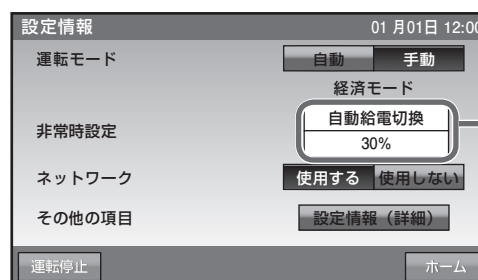 設定情報 01月01日 12:00
運転モード 自動 手動
経済モード
非常時設定 自動給電切換
30%
ネットワーク 使用する 使用しない
その他の項目 設定情報（詳細）
運転停止 ホーム